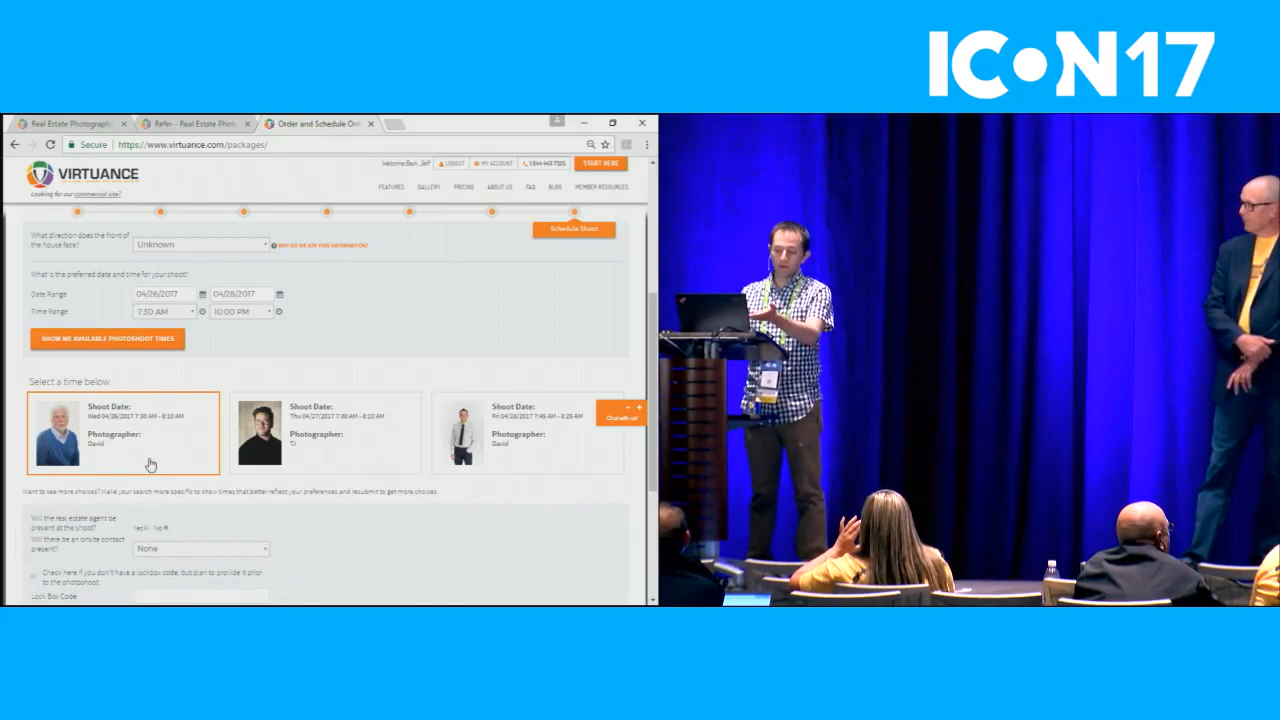 ICON17
Real Estate Photography
Refer - Real Estate Photo
Order and Schedule Onl
Secure https://www.virtuance.com/packages/
VIRTUANCE
Looking for our commercial site?
Welcome Back Jeff!
LOGOUT
MY ACCOUNT
1.844.443.7325
START HERE
FEATURES
GALLERY
PRICING
ABOUT US
FAQ
BLOG
MEMBER RESOURCES
Schedule Shoot
What direction does the front of
the house face?
Unknown
WHY DO WE ASK THIS INFORMATION?
What is the preferred date and time for your shoot?
Date Range 04/26/2017 04/28/2017
Time Range 7:30 AM 10:00 PM
SHOW ME AVAILABLE PHOTOSHOOT TIMES
Select a time below
Shoot Date:
Wed 04/26/2017 7:30 AM - 8:10 AM
Photographer:
David
Shoot Date:
Thu 04/27/2017 7:30 AM - 8:10 AM
Photographer:
TJ
Shoot Date:
Fri 04/28/2017 7:45 AM - 8:25 AM
Photographer:
David
Chat with us!
Want to see more choices? Make your search more specific to show times that better reflect your preferences and resubmit to get more choices.
Will the real estate agent be
present at the shoot?
Yes No
Will there be an onsite contact
present?
None
Check here if you don't have a lockbox code, but plan to provide it prior
to the photoshoot.
Lock Box Code